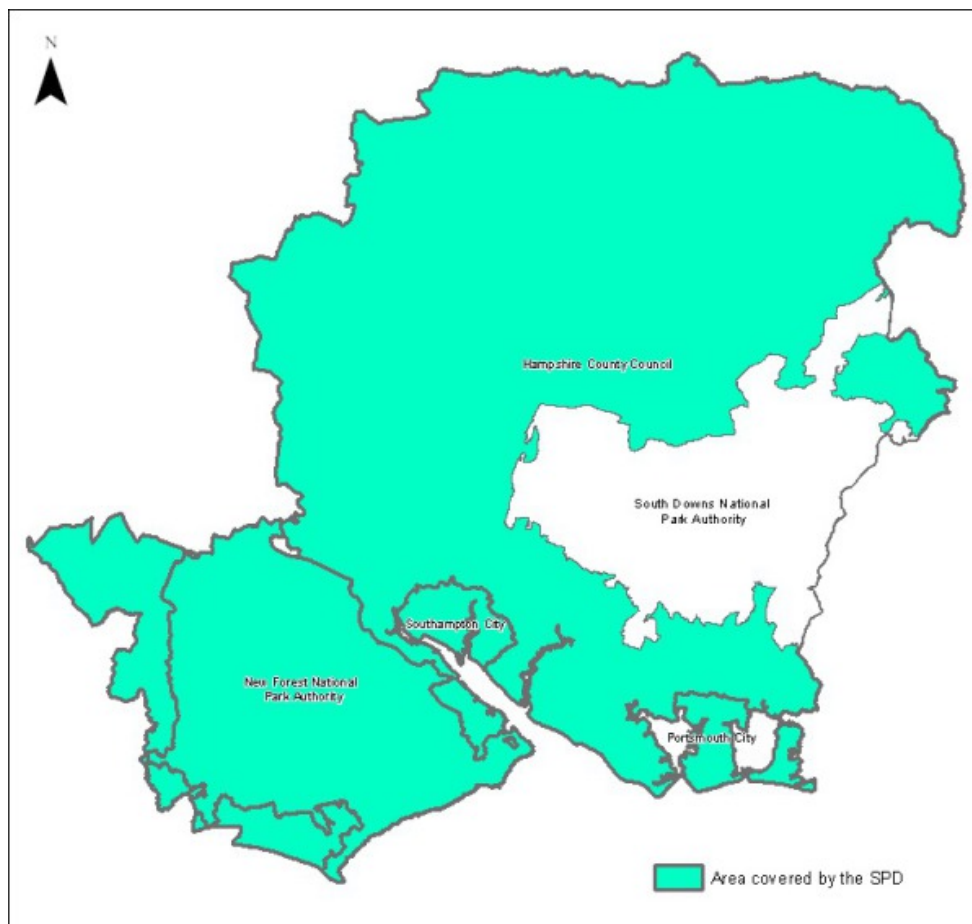 N
Hampshire County Council
South Downs National
Park Authority
Southampton City
New Forest National
Park Authority
Portsmouth City
Area covered by the SPD